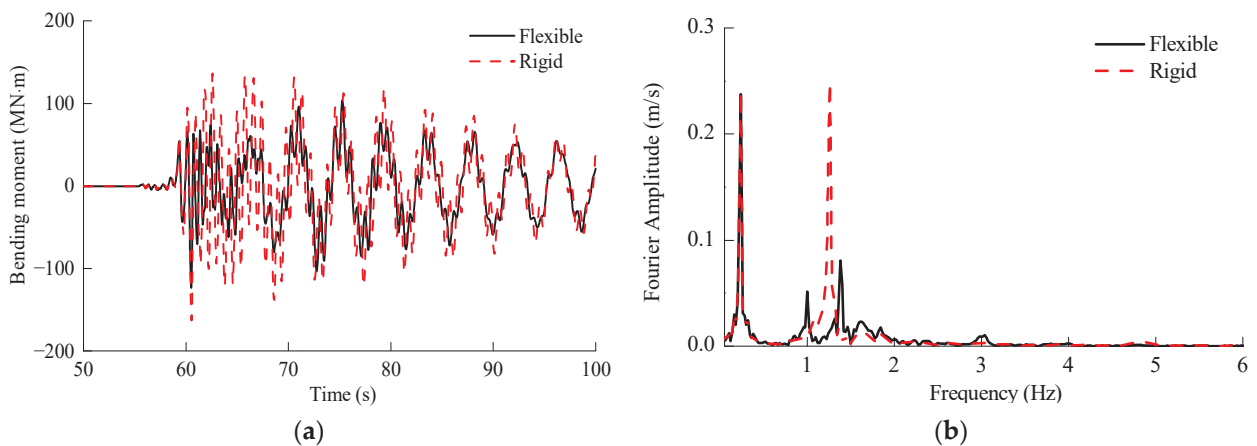 200
100
0
−100
−200
50
60
70
80
90
100
Bending moment (MN·m)
Time (s)
Flexible
Rigid
(a)
0.3
0.2
0.1
0.0
1
2
3
4
5
6
Fourier Amplitude (m/s)
Frequency (Hz)
Flexible
Rigid
(b)